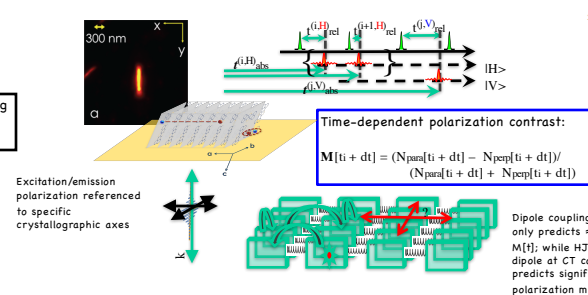 x
300 nm
y
a
t(i,H)rel
t(i+1,H)rel
t(j,V)rel
t(i,H)abs
t(j,V)abs
|H>
|V>
g
a
b
c
Time-dependent polarization contrast:
M[ti + dt] = (Npara[ti + dt] - Nperp[ti + dt])/
(Npara[ti + dt] + Nperp[ti + dt])
Excitation/emission
polarization referenced
to specific
crystallographic axes
k
?
Dipole coupling
only predicts =
M[t]; while HJ
dipole at CT co
predicts signif
polarization m